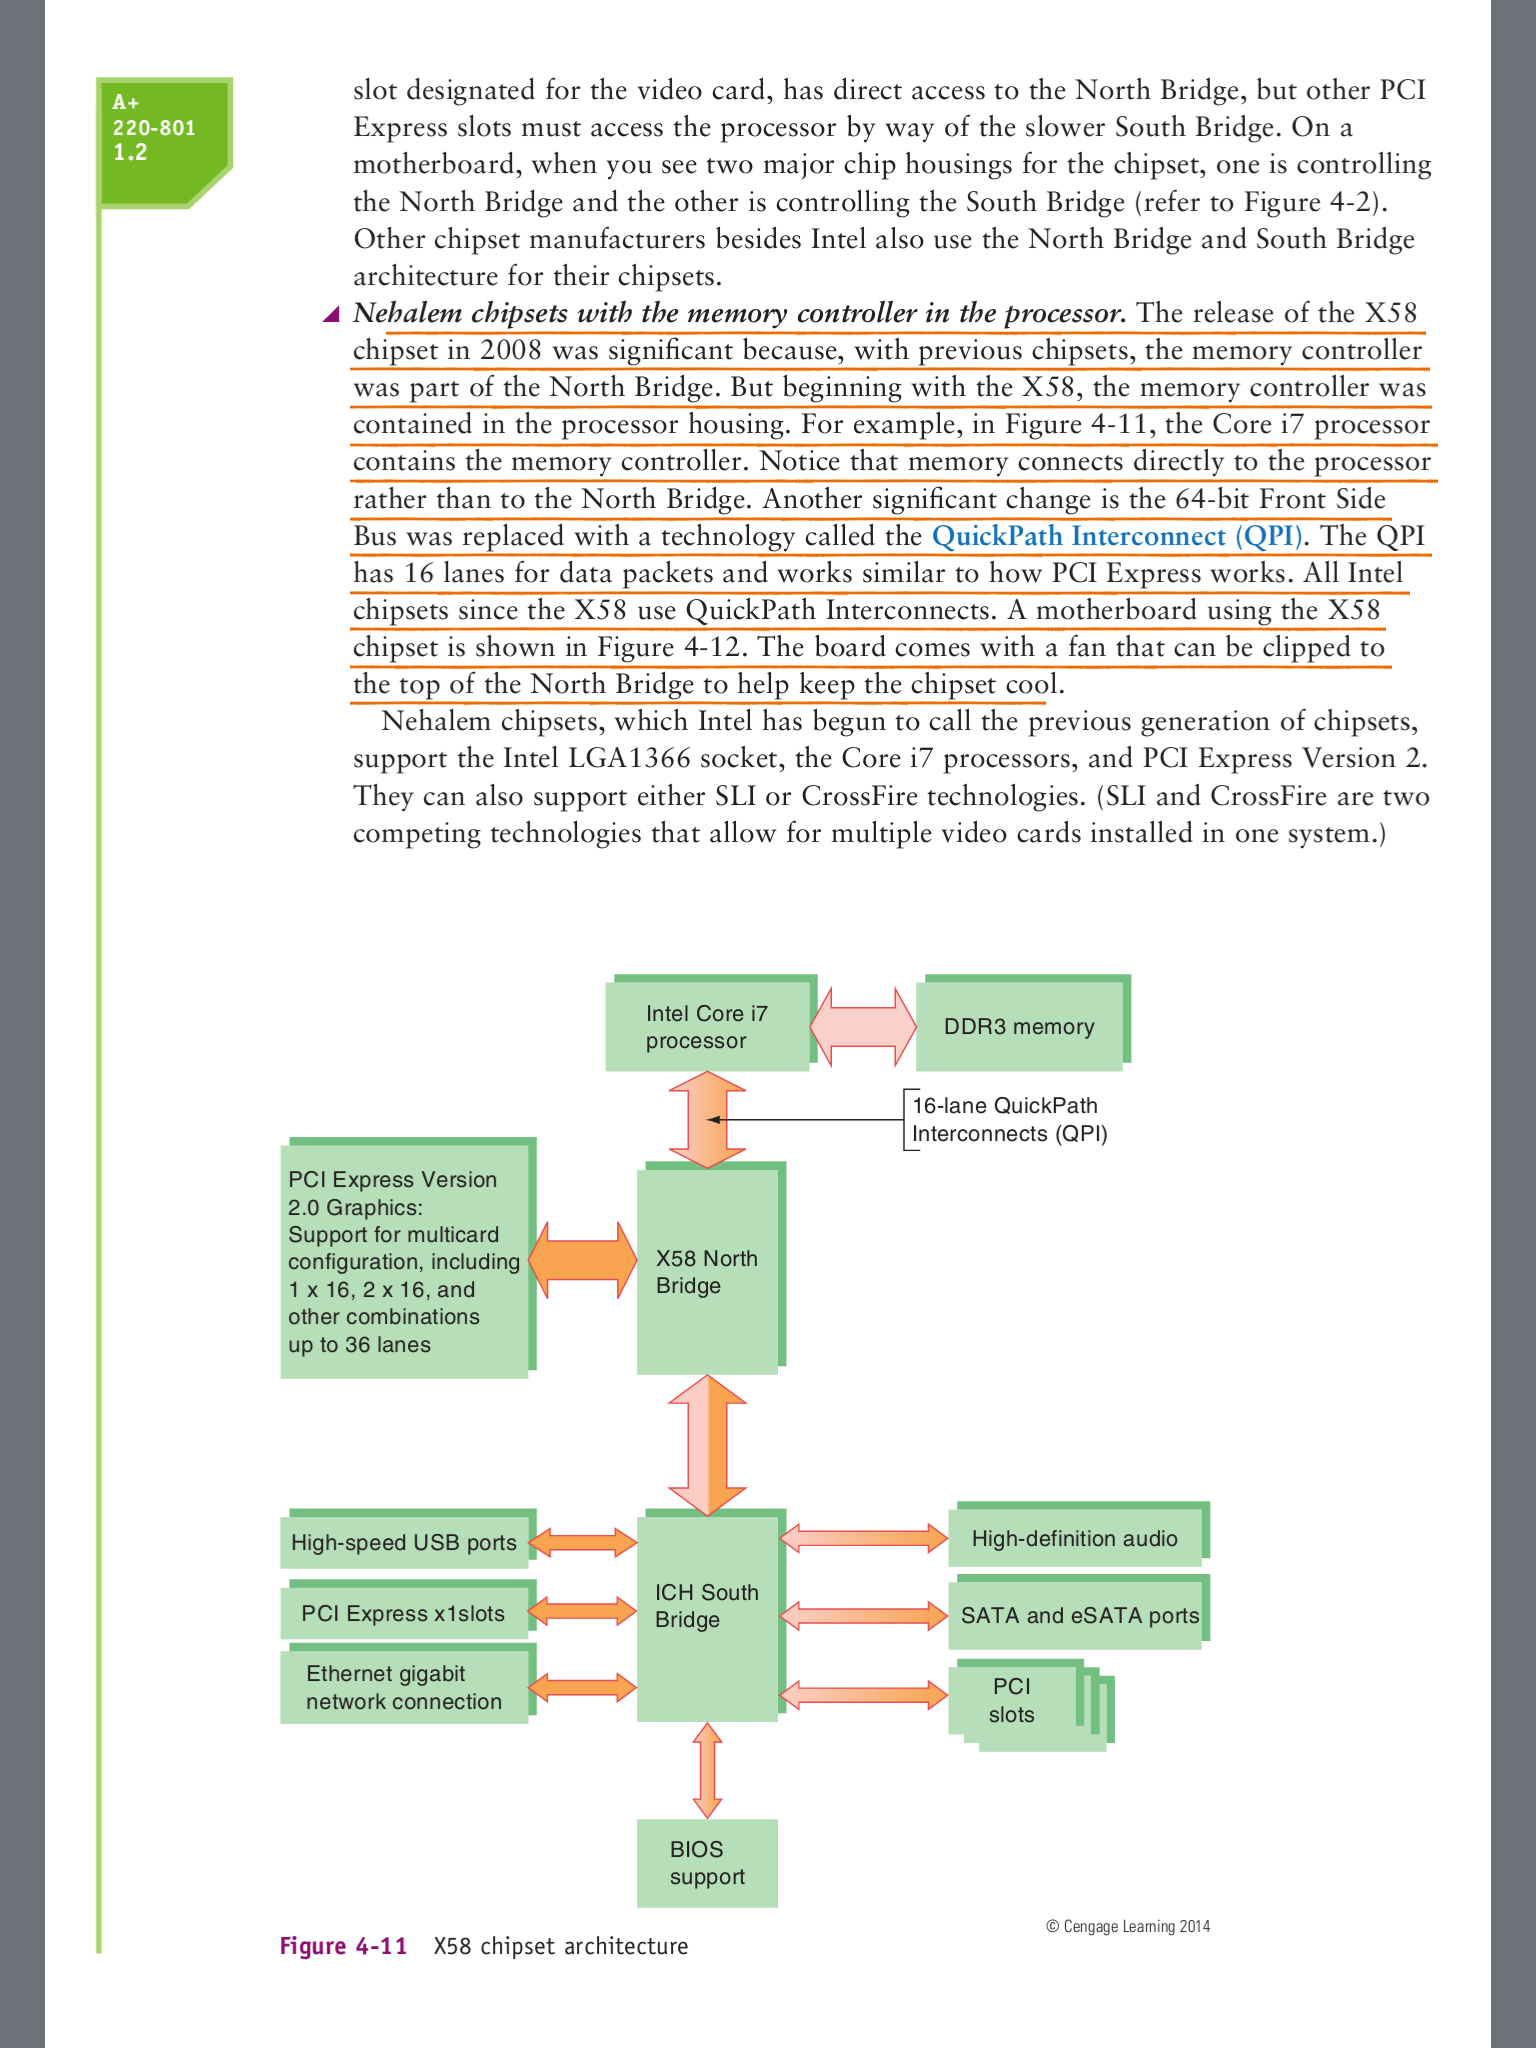 A+
220-801
1.2
slot designated for the video card, has direct access to the North Bridge, but other PCI
Express slots must access the processor by way of the slower South Bridge. On a
motherboard, when you see two major chip housings for the chipset, one is controlling
the North Bridge and the other is controlling the South Bridge (refer to Figure 4-2).
Other chipset manufacturers besides Intel also use the North Bridge and South Bridge
architecture for their chipsets.
Nehalem chipsets with the memory controller in the processor. The release of the X58
chipset in 2008 was significant because, with previous chipsets, the memory controller
was part of the North Bridge. But beginning with the X58, the memory controller was
contained in the processor housing. For example, in Figure 4-11, the Core i7 processor
contains the memory controller. Notice that memory connects directly to the processor
rather than to the North Bridge. Another significant change is the 64-bit Front Side
Bus was replaced with a technology called the QuickPath Interconnect (QPI). The QPI
has 16 lanes for data packets and works similar to how PCI Express works. All Intel
chipsets since the X58 use QuickPath Interconnects. A motherboard using the X58
chipset is shown in Figure 4-12. The board comes with a fan that can be clipped to
the top of the North Bridge to help keep the chipset cool.
Nehalem chipsets, which Intel has begun to call the previous generation of chipsets,
support the Intel LGA1366 socket, the Core i7 processors, and PCI Express Version 2.
They can also support either SLI or CrossFire technologies. (SLI and CrossFire are two
competing technologies that allow for multiple video cards installed in one system.)
Intel Core i7
processor
DDR3 memory
16-lane QuickPath
Interconnects (QPI)
PCI Express Version
2.0 Graphics:
Support for multicard
configuration, including
1 x 16, 2 x 16, and
other combinations
up to 36 lanes
X58 North
Bridge
High-speed USB ports
PCI Express x1slots
Ethernet gigabit
network connection
ICH South
Bridge
High-definition audio
SATA and eSATA ports
PCI
slots
BIOS
support
© Cengage Learning 2014
Figure 4-11 X58 chipset architecture